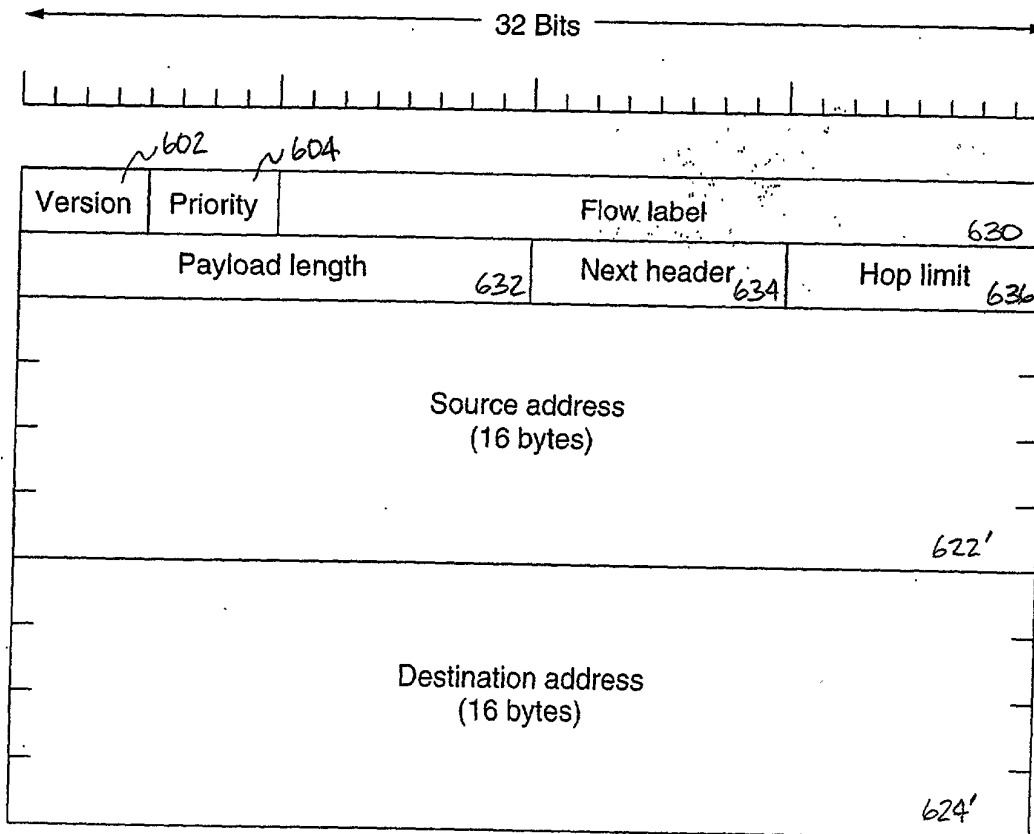 32 Bits
602 604
Version Priority Flow label 630
Payload length 632 Next header 634 Hop limit 636
Source address
(16 bytes)
622'
Destination address
(16 bytes)
624'